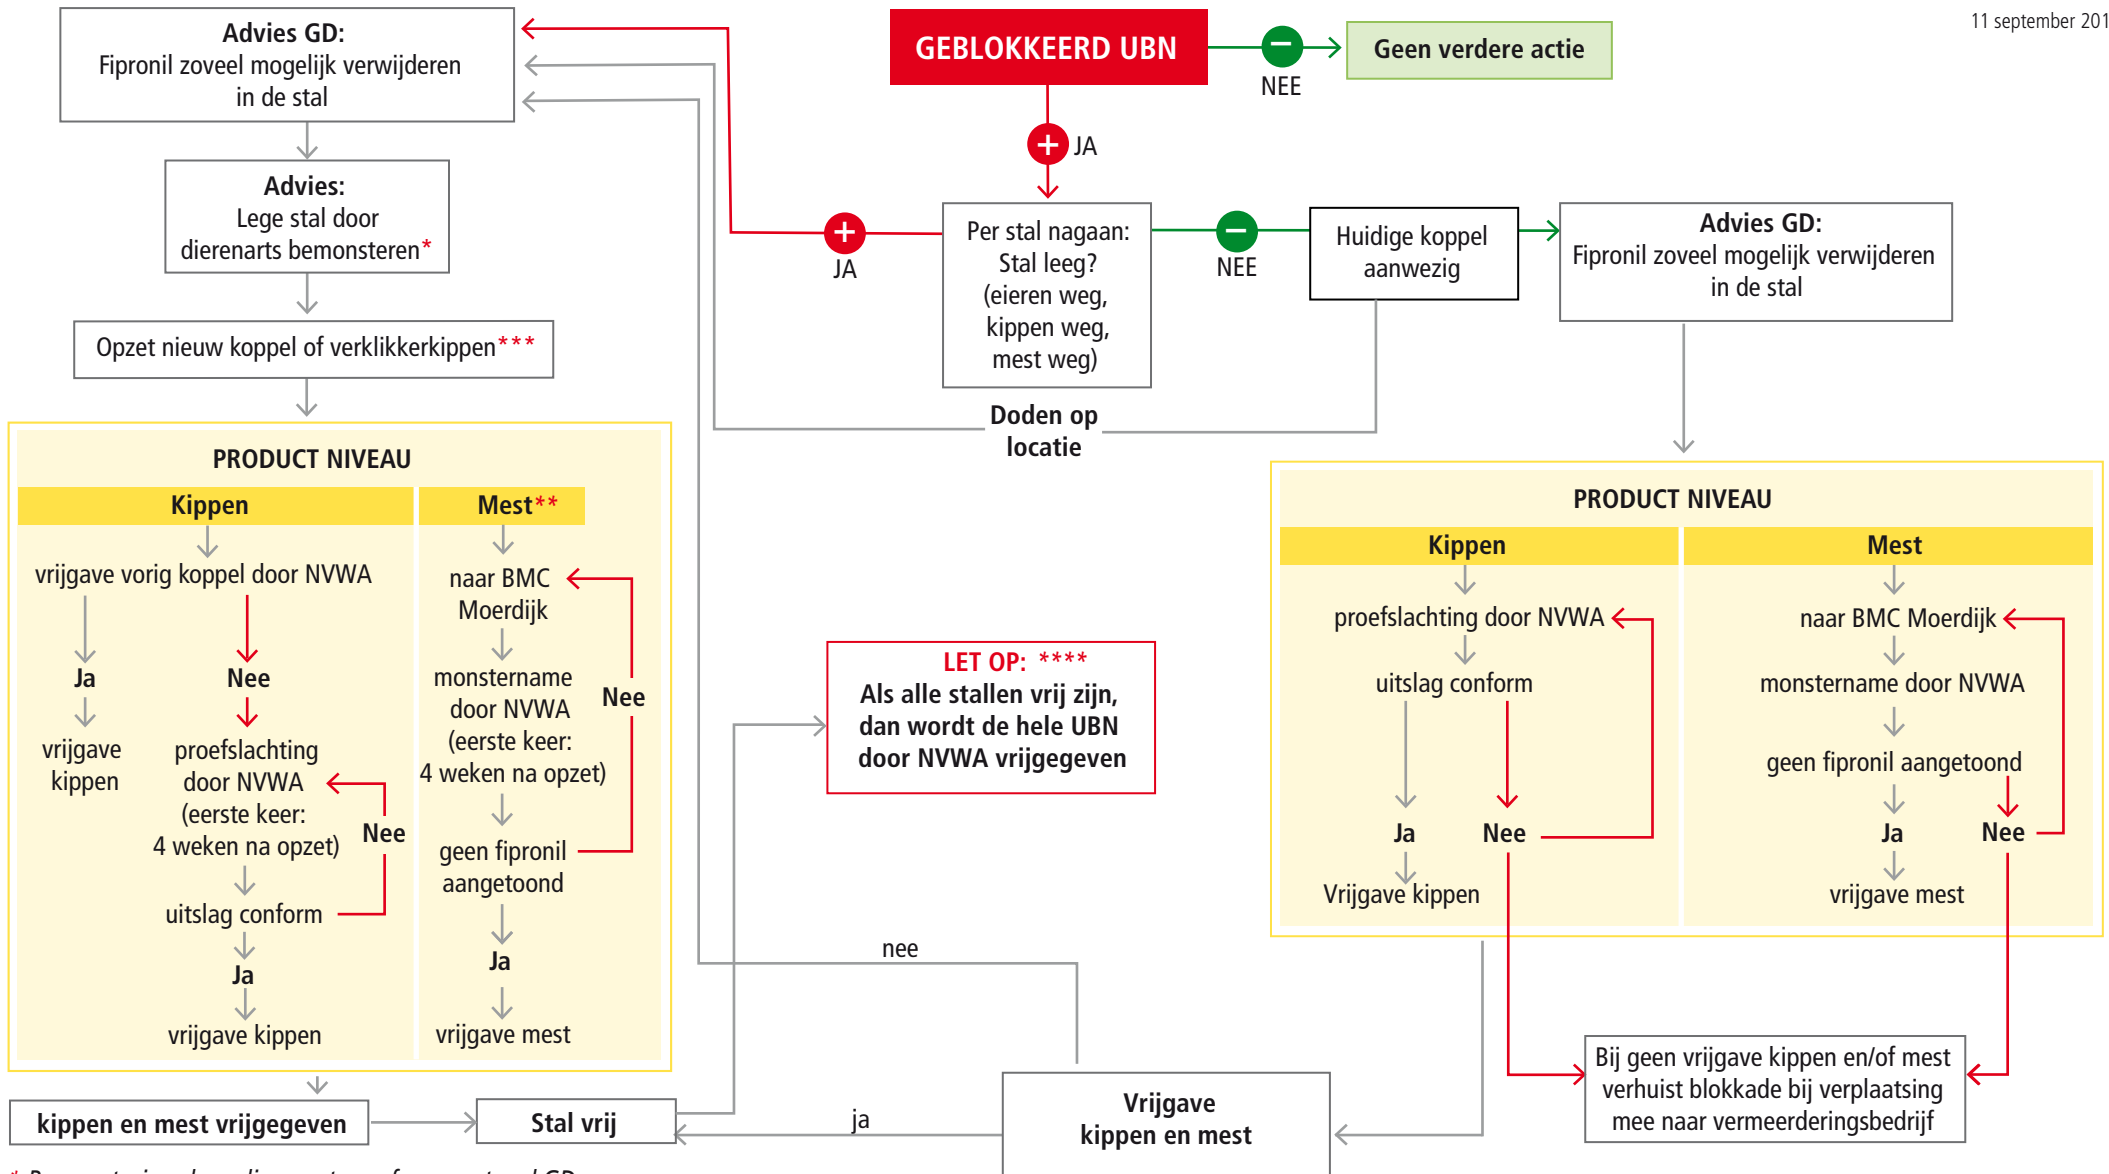 11 september 201
GEBLOKKEERD UBN
NEE
Geen verdere actie
JA
Per stal nagaan:
Stal leeg?
(eieren weg,
kippen weg,
mest weg)
JA
NEE
Huidige koppel
aanwezig
Doden op
locatie
Advies GD:
Fipronil zoveel mogelijk verwijderen
in de stal
Advies:
Lege stal door
dierenarts bemonsteren*
Opzet nieuw koppel of verklikkerkippen***
PRODUCT NIVEAU
Kippen
vrijgave vorig koppel door NVWA
Ja
vrijgave
kippen
Nee
proefslachting
door NVWA
(eerste keer:
4 weken na opzet)
Nee
uitslag conform
Ja
vrijgave kippen
Mest**
naar BMC
Moerdijk
monstername
door NVWA
(eerste keer:
4 weken na opzet)
Nee
geen fipronil
aangetoond
Ja
vrijgave mest
kippen en mest vrijgegeven
Stal vrij
LET OP: ****
Als alle stallen vrij zijn,
dan wordt de hele UBN
door NVWA vrijgegeven
Advies GD:
Fipronil zoveel mogelijk verwijderen
in de stal
PRODUCT NIVEAU
Kippen
proefslachting door NVWA
uitslag conform
Ja
Nee
Vrijgave kippen
Mest
naar BMC Moerdijk
monstername door NVWA
geen fipronil aangetoond
Ja
Nee
vrijgave mest
Bij geen vrijgave kippen en/of mest
verhuist blokkade bij verplaatsing
mee naar vermeerderingsbedrijf
Vrijgave
kippen en mest
nee
ja